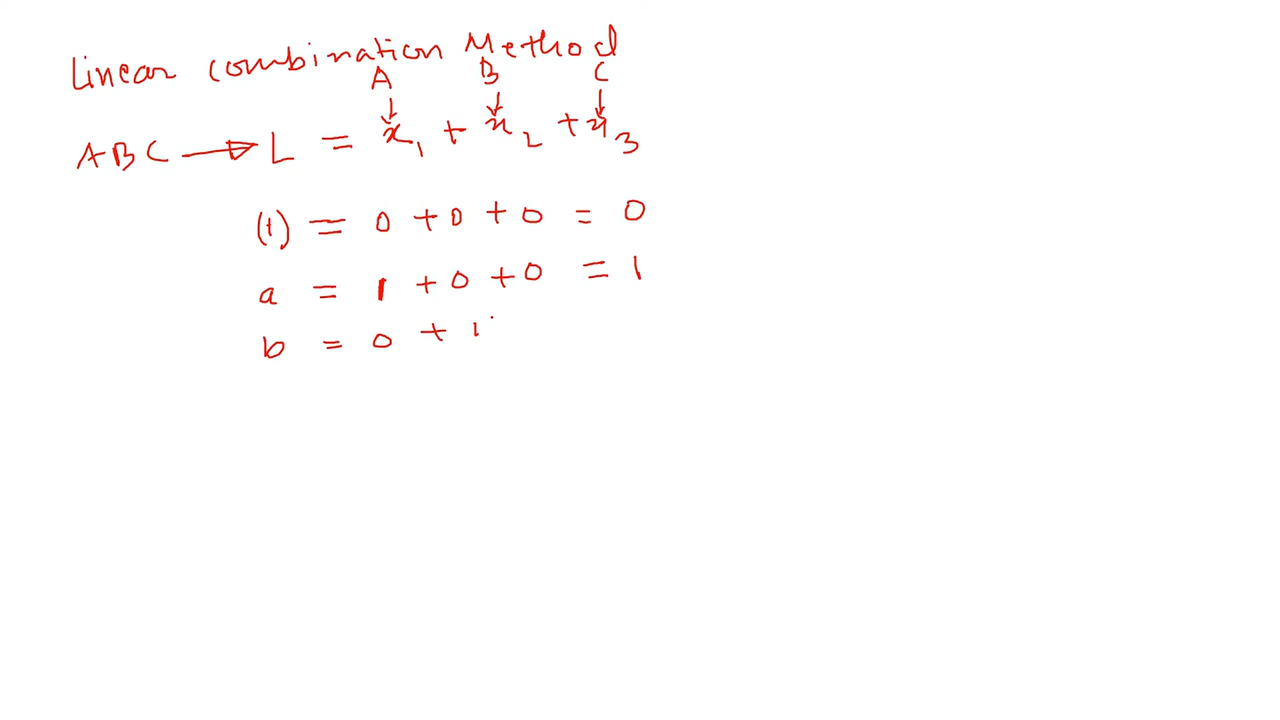 Linear combination Method
A B C
ABC → L = x₁ + x₂ + x₃
(1) = 0 + 0 + 0 = 0
a = 1 + 0 + 0 = 1
b = 0 + 1